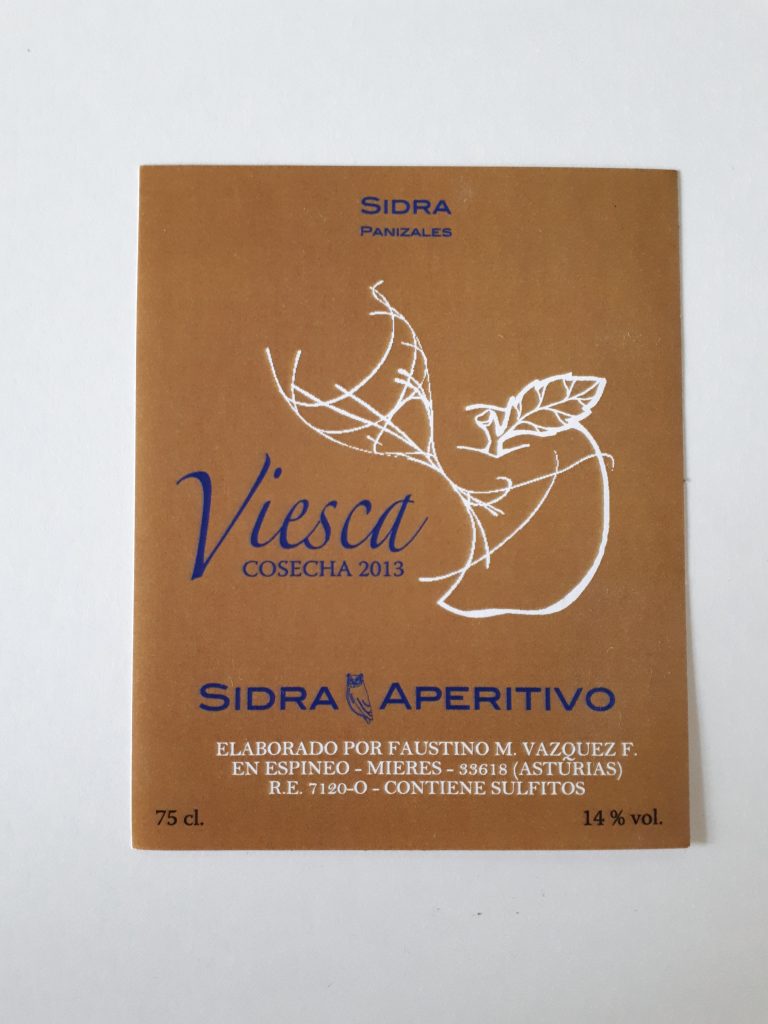 SIDRA
PANIZALES
Viesca
COSECHA 2013
SIDRA APERITIVO
ELABORADO POR FAUSTINO M. VAZQUEZ F.
EN ESPINEO - MIERES - 33618 (ASTURIAS)
R.E. 7120-O - CONTIENE SULFITOS
75 cl.
14 % vol.